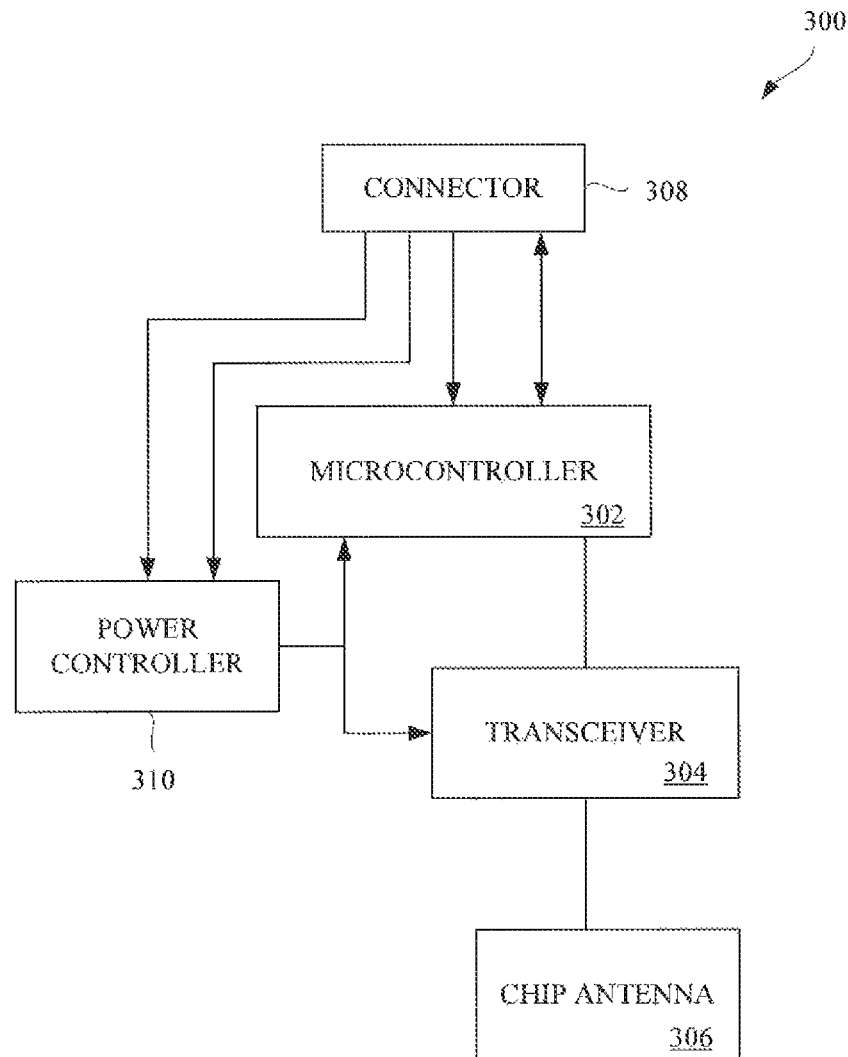 300
CONNECTOR
308
MICROCONTROLLER
302
POWER
CONTROLLER
310
TRANSCEIVER
304
CHIP ANTENNA
306